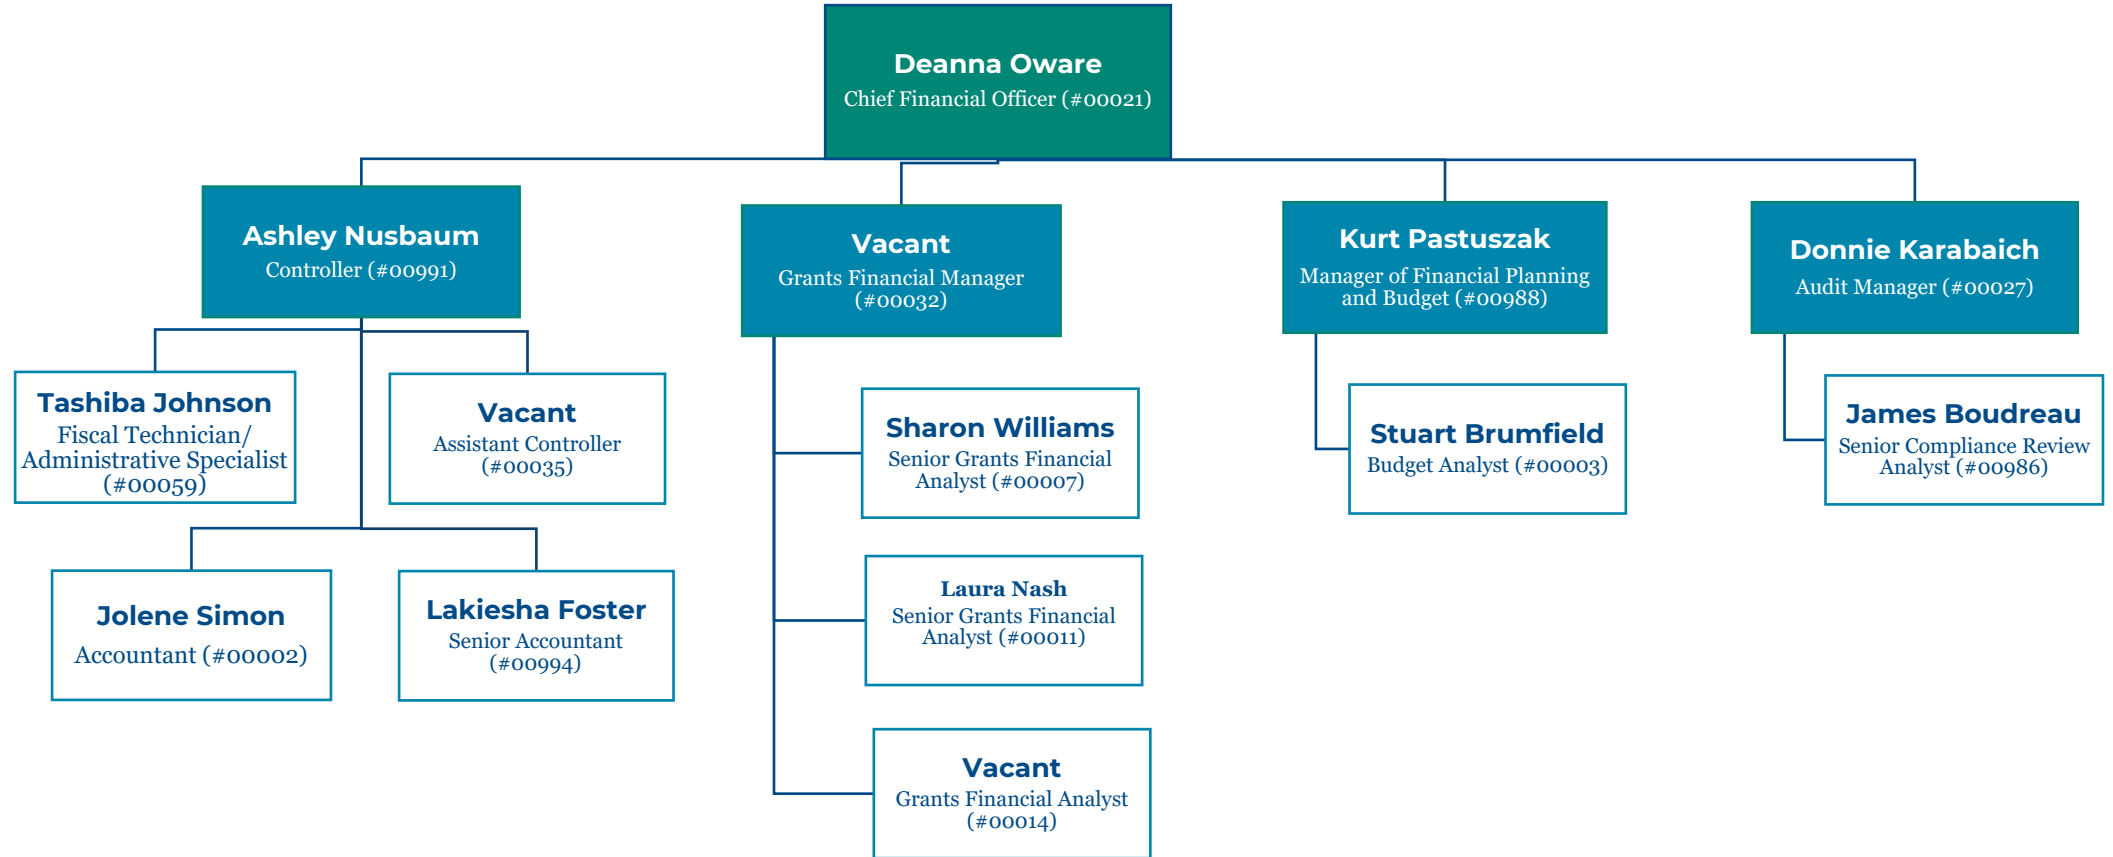 Deanna Oware
Chief Financial Officer (#00021)
Ashley Nusbaum
Controller (#00991)
Vacant
Grants Financial Manager
(#00032)
Kurt Pastuszak
Manager of Financial Planning
and Budget (#00988)
Donnie Karabaich
Audit Manager (#00027)
Tashiba Johnson
Fiscal Technician/
Administrative Specialist
(#00059)
Vacant
Assistant Controller
(#00035)
Jolene Simon
Accountant (#00002)
Lakiesha Foster
Senior Accountant
(#00994)
Sharon Williams
Senior Grants Financial
Analyst (#00007)
Laura Nash
Senior Grants Financial
Analyst (#00011)
Vacant
Grants Financial Analyst
(#00014)
Stuart Brumfield
Budget Analyst (#00003)
James Boudreau
Senior Compliance Review
Analyst (#00986)